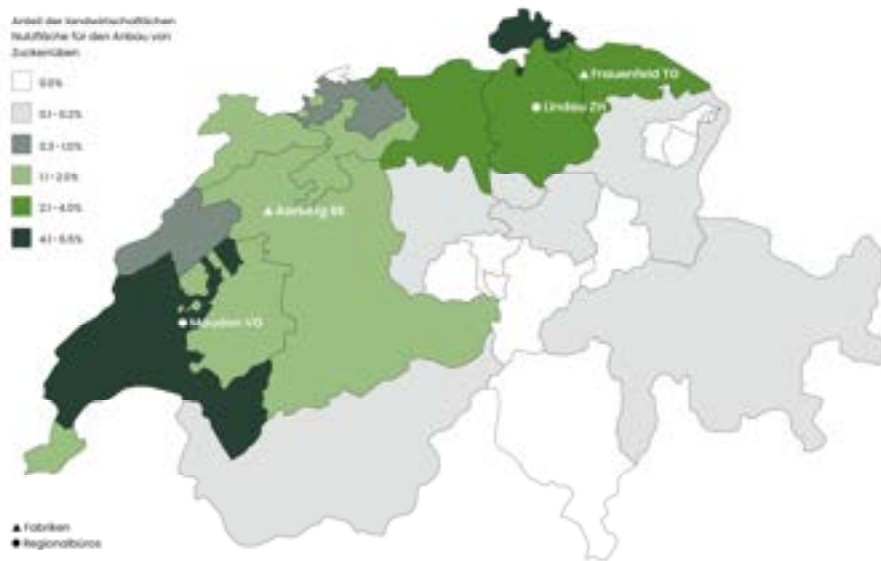 Anteil der landwirtschaftlichen
Nutzfläche für den Anbau von
Zuckerrüben
0.0%
0.1 - 0.2%
0.3 - 1.0%
1.1 - 2.0%
2.1 - 4.0%
4.1 - 5.5%
Frauenfeld TG
Lindau ZH
Aarberg BE
Moudon VD
Fabriken
Regionalbüros